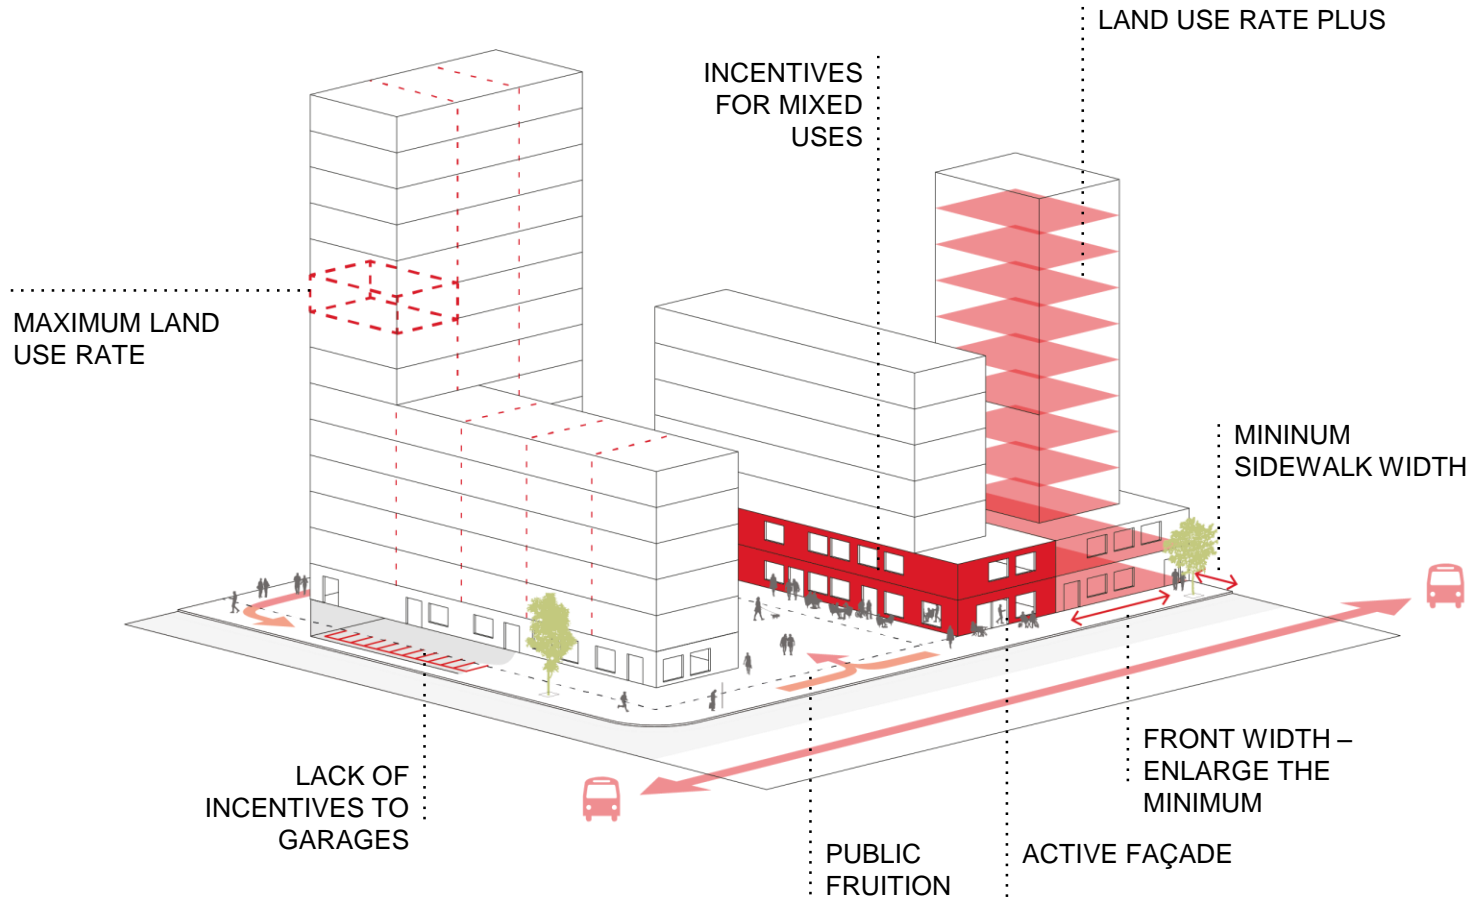 LAND USE RATE PLUS
INCENTIVES
FOR MIXED
USES
MAXIMUM LAND
USE RATE
MININUM
SIDEWALK WIDTH
FRONT WIDTH –
ENLARGE THE
MINIMUM
LACK OF
INCENTIVES TO
GARAGES
PUBLIC
FRUITION
ACTIVE FAÇADE